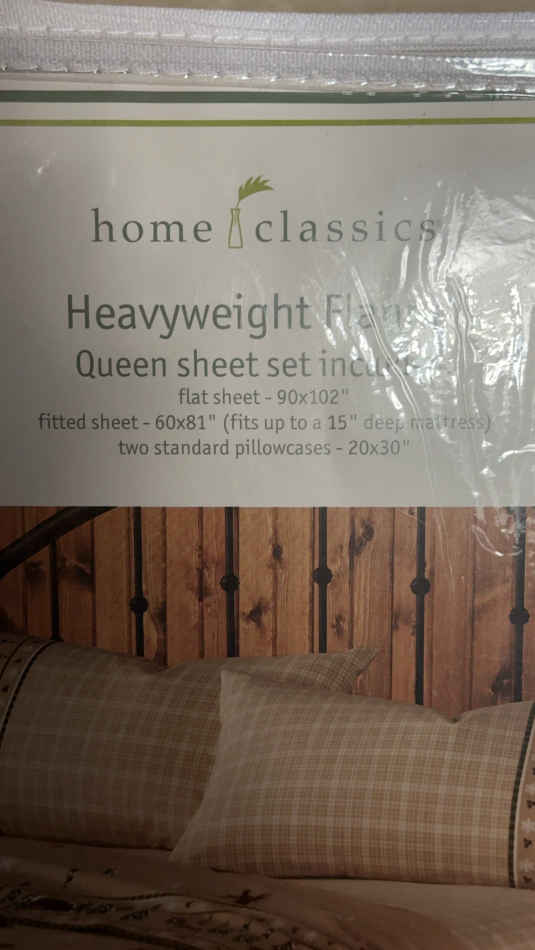 home classics
Heavyweight Flannel
Queen sheet set
flat sheet - 90x102"
fitted sheet - 60x81" (fits up to a 15" deep mattress)
two standard pillowcases - 20x30"